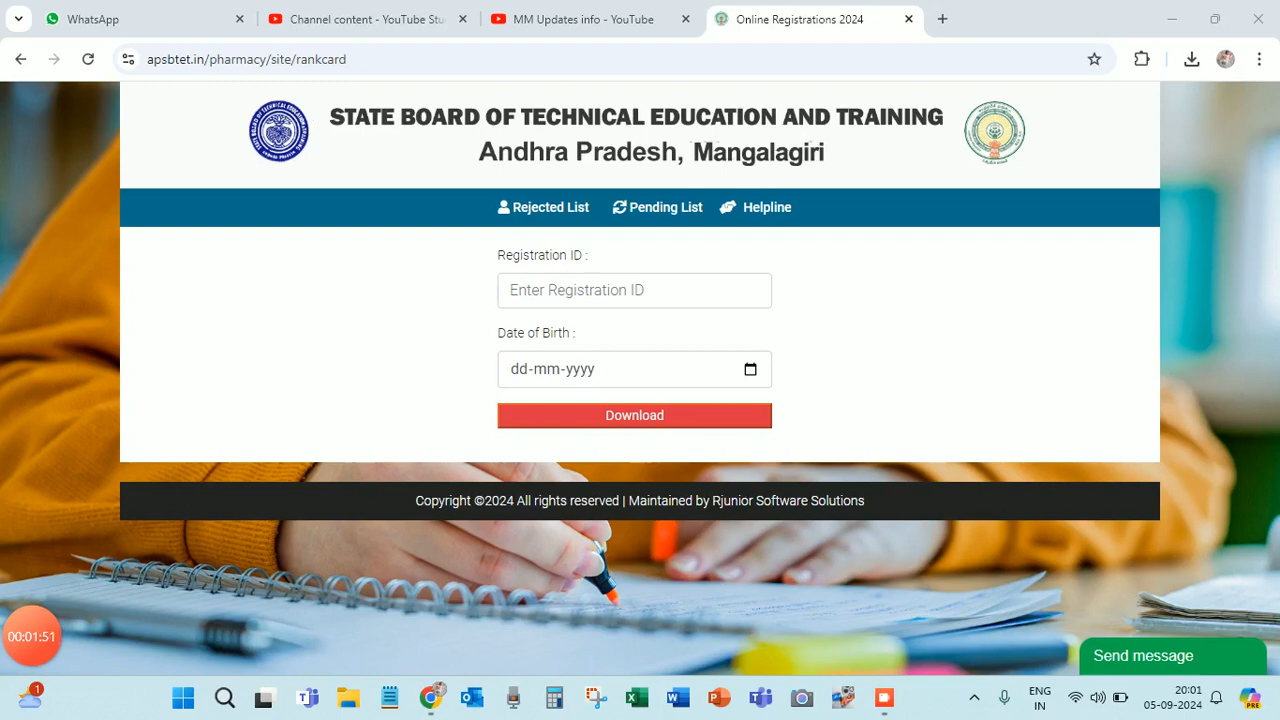 WhatsApp
Channel content - YouTube Stu
MM Updates info - YouTube
Online Registrations 2024
apsbtet.in/pharmacy/site/rankcard
STATE BOARD OF TECHNICAL EDUCATION AND TRAINING
Andhra Pradesh, Mangalagiri
Rejected List
Pending List
Helpline
Registration ID :
Enter Registration ID
Date of Birth :
dd-mm-yyyy
Download
Copyright ©2024 All rights reserved | Maintained by Rjunior Software Solutions
00:01:51
Send message
1
ENG
IN
20:01
05-09-2024
PRE